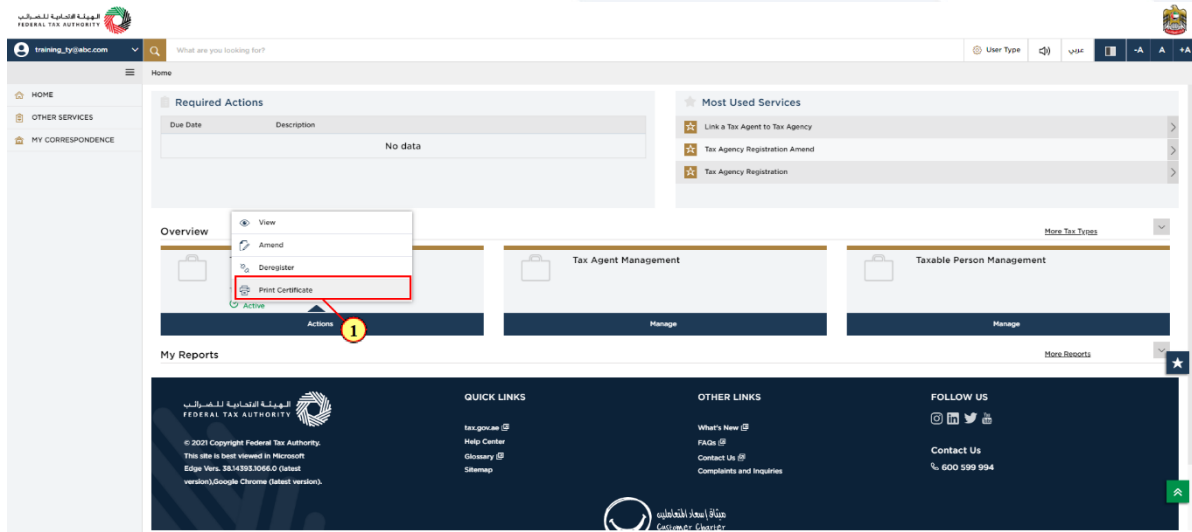 الهيئة الاتحادية للضرائب
FEDERAL TAX AUTHORITY
training_ty@abc.com
What are you looking for?
User Type
عربي
-A A +A
Home
HOME
OTHER SERVICES
MY CORRESPONDENCE
Required Actions
Due Date Description
No data
Most Used Services
Link a Tax Agent to Tax Agency
Tax Agency Registration Amend
Tax Agency Registration
Overview
More Tax Types
View
Amend
Deregister
Print Certificate
Active
Actions
1
Tax Agent Management
Manage
Taxable Person Management
Manage
My Reports
More Reports
الهيئة الاتحادية للضرائب
FEDERAL TAX AUTHORITY
© 2021 Copyright Federal Tax Authority.
This site is best viewed in Microsoft
Edge Vers. 38.14393.1066.0 (latest
version),Google Chrome (latest version).
QUICK LINKS
tax.gov.ae
Help Center
Glossary
Sitemap
OTHER LINKS
What's New
FAQs
Contact Us
Complaints and Inquiries
FOLLOW US
Contact Us
600 599 994
ميثاق إسعاد المتعاملين
Customer Charter